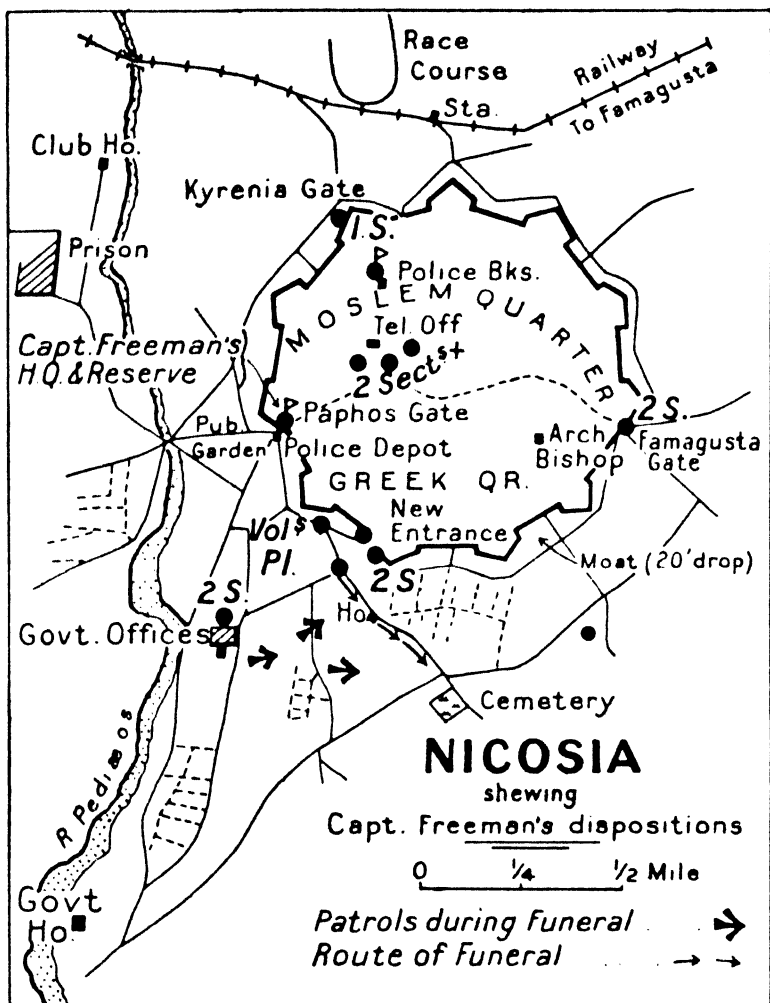 Race
Course
Railway
To Famagusta
Sta.
Club Ho.
Kyrenia Gate
1.S.
Prison
Police Bks.
MOSLEM QUARTER
Tel. Off
Capt. Freeman's
H.Q. & Reserve
2 Sects+
Paphos Gate
2 S.
Pub.
Garden
Police Depot
Arch
Bishop
Famagusta
Gate
GREEK QR.
New
Entrance
Vols
Pl.
2 S.
Moat (20' drop)
2 S.
Ho.
Govt. Offices
Cemetery
R Pedisos
NICOSIA
shewing
Capt. Freeman's dispositions
0 1/4 1/2 Mile
Govt
Ho.
Patrols during Funeral
Route of Funeral